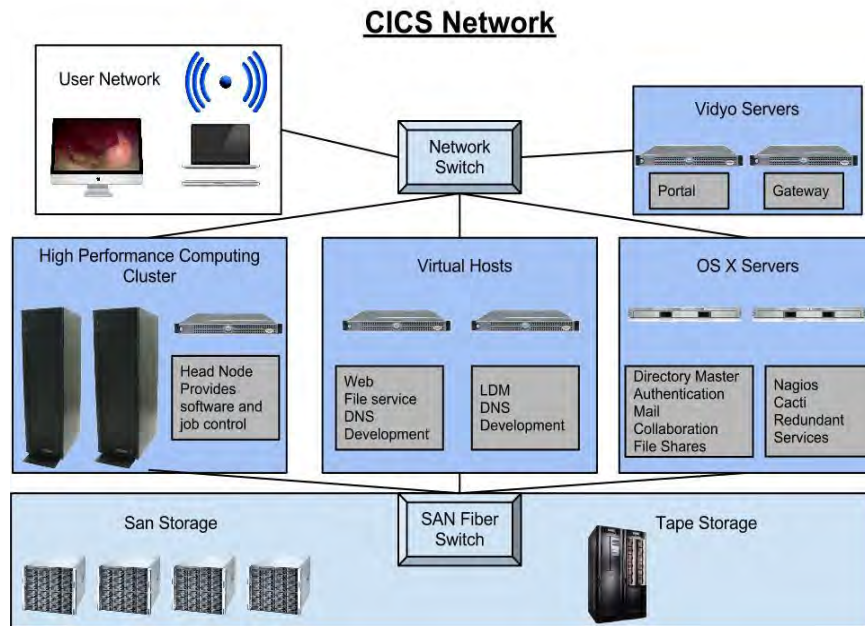 CICS Network
User Network
Network
Switch
Vidyo Servers
Portal
Gateway
High Performance Computing
Cluster
Head Node
Provides
software and
job control
Virtual Hosts
Web
File service
DNS
Development
LDM
DNS
Development
OS X Servers
Directory Master
Authentication
Mail
Collaboration
File Shares
Nagios
Cacti
Redundant
Services
San Storage
SAN Fiber
Switch
Tape Storage